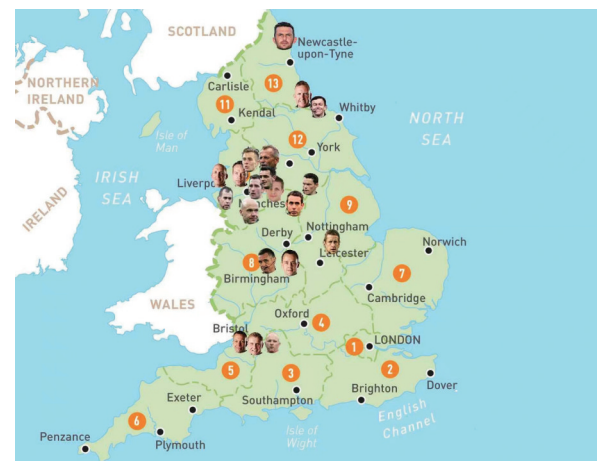 SCOTLAND
Newcastle-
upon-Tyne
NORTHERN
IRELAND
Carlisle
13
11
Kendal
Whitby
Isle of
Man
NORTH
SEA
12
York
IRISH
SEA
Liverpo
IRELAND
9
Nottingham
Derby
Norwich
8
Leicester
7
Birmingham
Cambridge
WALES
Oxford
4
Bristol
1
LONDON
5
3
2
Dover
Southampton
Brighton
Exeter
6
English
Channel
Isle of
Wight
Penzance
Plymouth